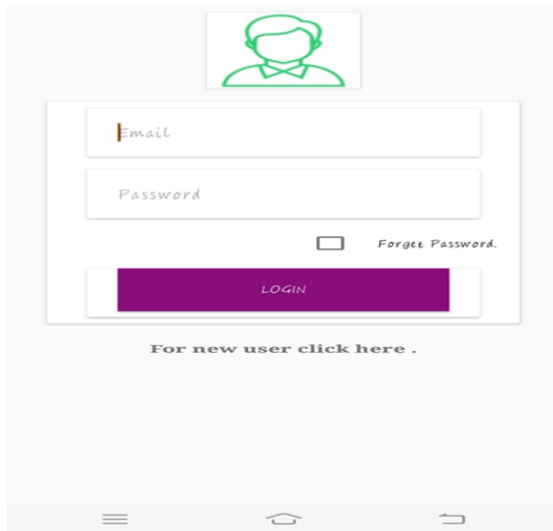 Email
Password
Forget Password.
LOGIN
For new user click here .